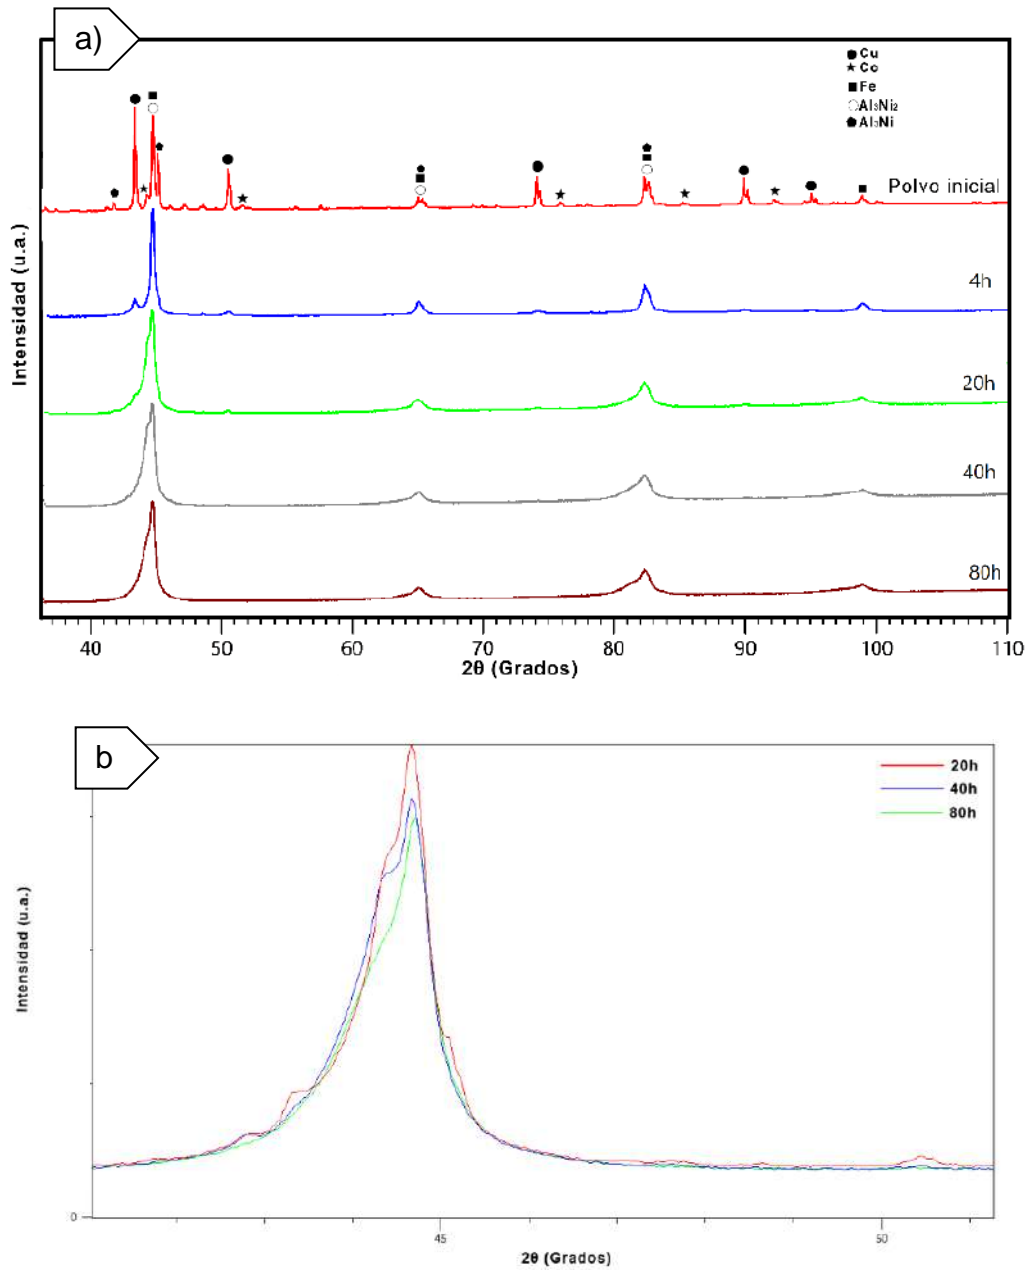 a)
● Cu
★ Co
■ Fe
○ Al₃Ni₂
⬟ Al₃Ni
Polvo inicial
4h
20h
40h
80h
Intensidad (u.a.)
40 50 60 70 80 90 100 110
2θ (Grados)
b
20h
40h
80h
Intensidad (u.a.)
0
45 50
2θ (Grados)